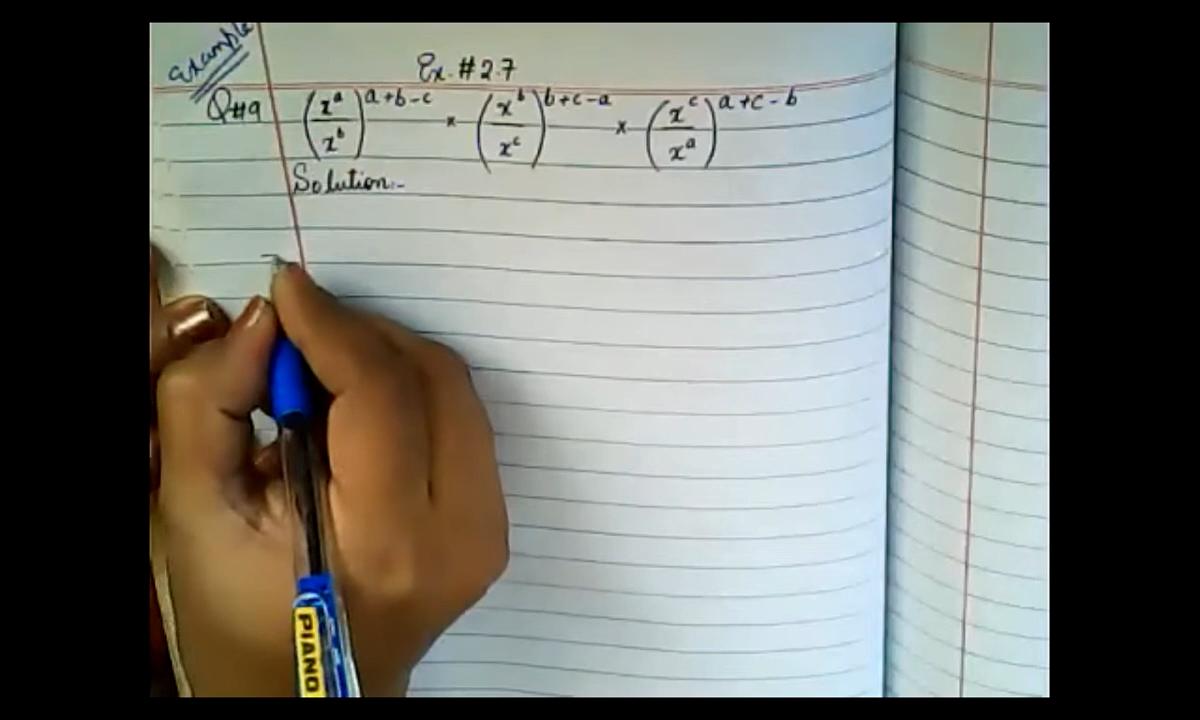 Example
Ex. # 2.7
Q#9 (x^a/x^b)^(a+b-c) × (x^b/x^c)^(b+c-a) × (x^c/x^a)^(a+c-b)
Solution:-
PIANO